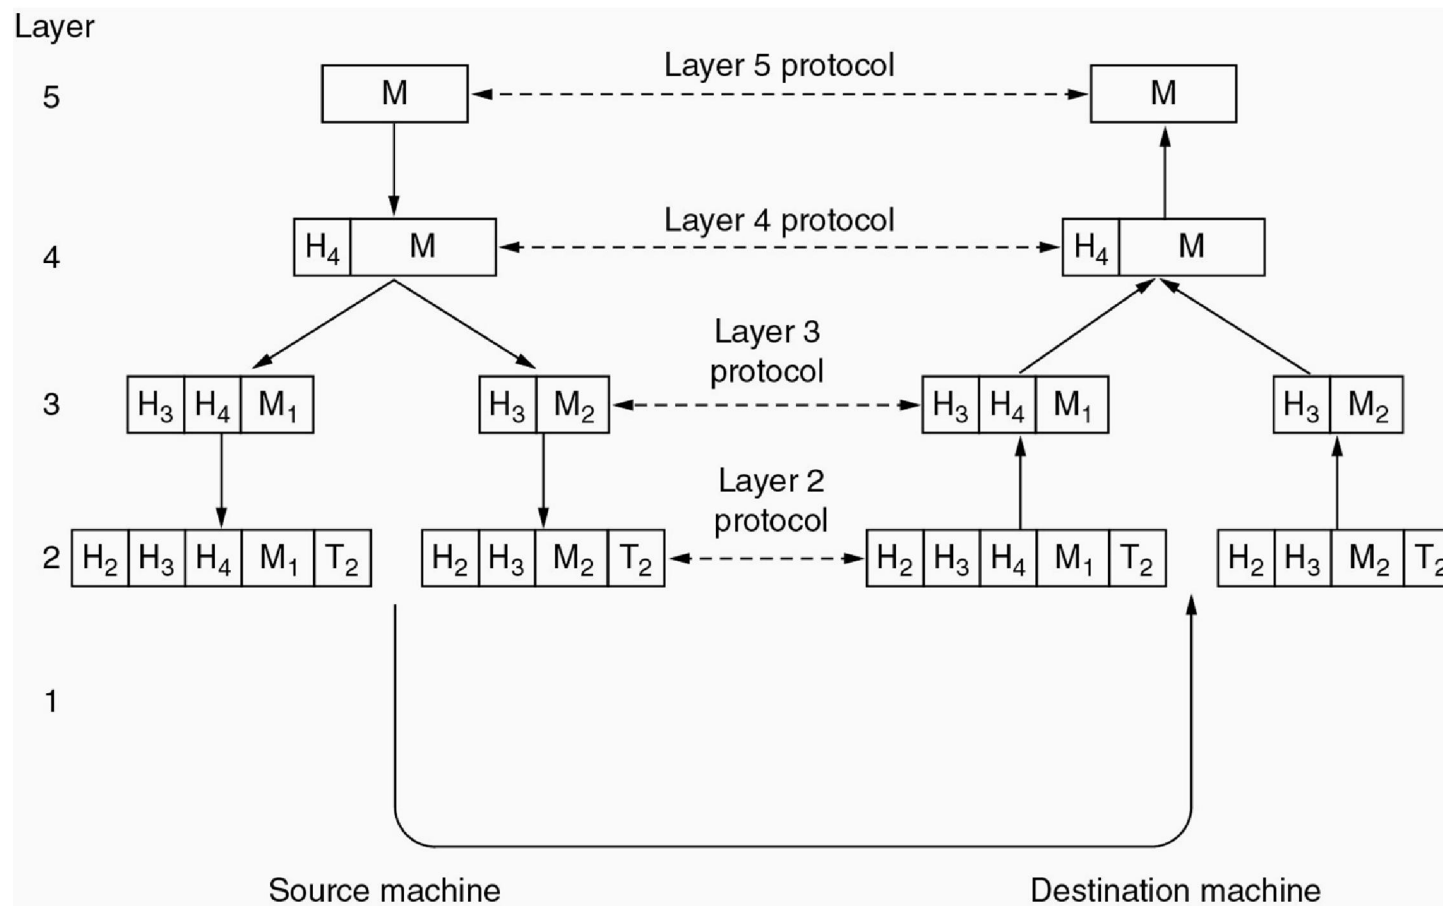 Layer
5 M Layer 5 protocol M
4 H₄ M Layer 4 protocol H₄ M
Layer 3
protocol
3 H₃ H₄ M₁ H₃ M₂ H₃ H₄ M₁ H₃ M₂
Layer 2
protocol
2 H₂ H₃ H₄ M₁ T₂ H₂ H₃ M₂ T₂ H₂ H₃ H₄ M₁ T₂ H₂ H₃ M₂ T₂
1
Source machine Destination machine